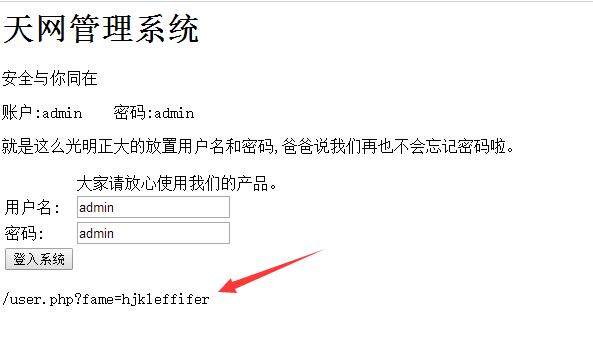 天网管理系统
安全与你同在
账户:admin 密码:admin
就是这么光明正大的放置用户名和密码,爸爸说我们再也不会忘记密码啦。
大家请放心使用我们的产品。
用户名: admin
密码: admin
登入系统
/user.php?fame=hjkleffifer